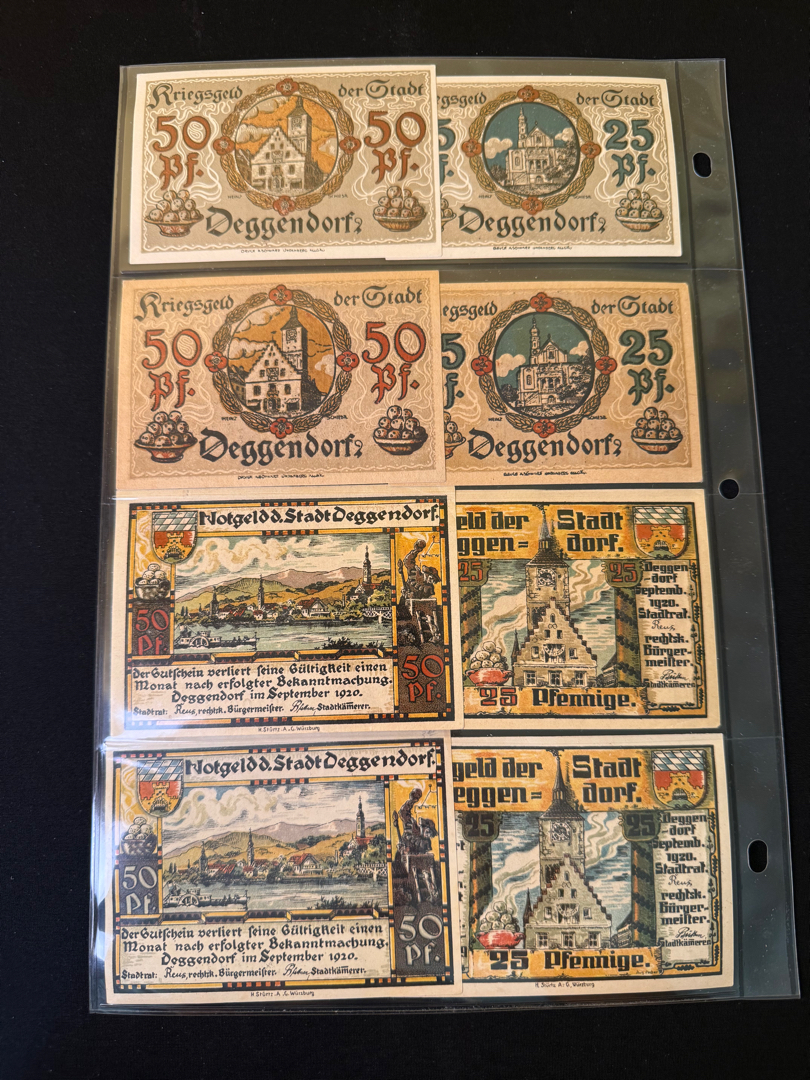 Kriegsgeld der Stadt
50 Pf.
50 Pf.
Deggendorf
egsgeld der Stadt
5
25 Pf.
Deggendorf
Kriegsgeld der Stadt
50 Pf.
50 Pf.
Deggendorf
egsgeld der Stadt
5
25 Pf.
Deggendorf
Notgeld d. Stadt Deggendorf.
50 Pf.
50 Pf.
der Gutschein verliert seine Gültigkeit einen
Monat nach erfolgter Bekanntmachung.
Deggendorf im September 1920.
Stadtrat: Reus, rechtsk. Bürgermeister. Stadtkämmerer.
H. Stürtz A.G. Würzburg
eld der Stadt
ggen= dorf.
25
25
Deggen
dorf
Septemb.
1920.
Stadtrat.
Reus
rechtsk.
Bürger-
meister.
Stadtkämmerer
25 Pfennige.
Notgeld d. Stadt Deggendorf.
50 Pf.
50 Pf.
der Gutschein verliert seine Gültigkeit einen
Monat nach erfolgter Bekanntmachung.
Deggendorf im September 1920.
Stadtrat: Reus, rechtsk. Bürgermeister. Stadtkämmerer.
H. Stürtz A.G. Würzburg
geld der Stadt
eggen= dorf.
25
25
Deggen
dorf
Septemb.
1920.
Stadtrat.
Reus
rechtsk.
Bürger-
meister.
Stadtkämmerer
25 Pfennige.
H. Stürtz A.G. Würzburg